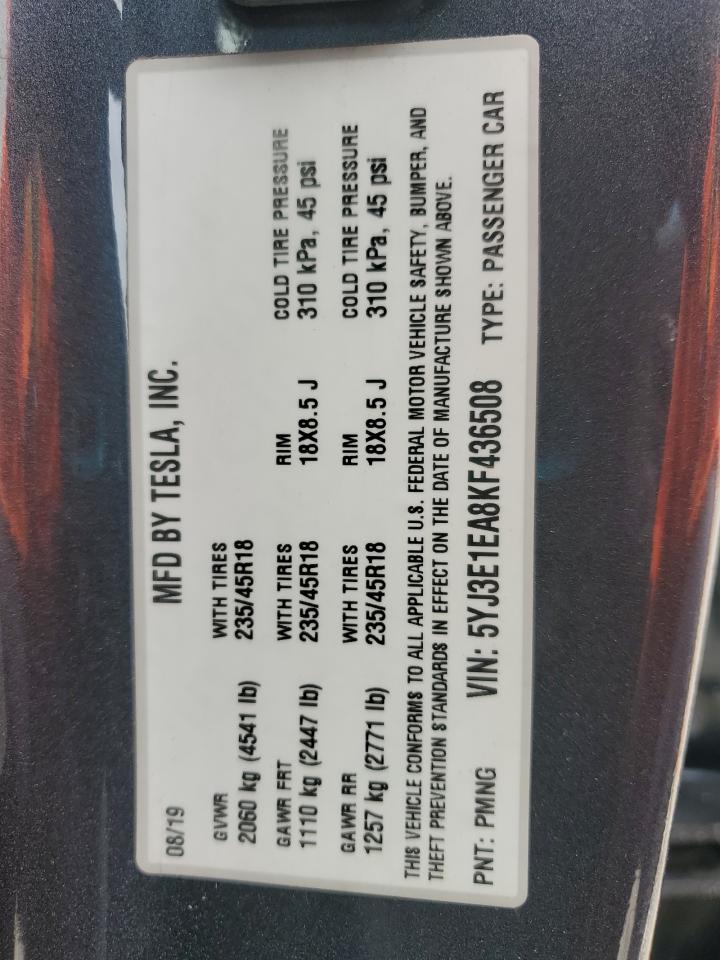 MFD BY TESLA, INC.
08/19
GVWR WITH TIRES
2060 kg (4541 lb) 235/45R18
GAWR FRT WITH TIRES RIM COLD TIRE PRESSURE
1110 kg (2447 lb) 235/45R18 18X8.5 J 310 kPa, 45 psi
GAWR RR WITH TIRES RIM COLD TIRE PRESSURE
1257 kg (2771 lb) 235/45R18 18X8.5 J 310 kPa, 45 psi
THIS VEHICLE CONFORMS TO ALL APPLICABLE U.S. FEDERAL MOTOR VEHICLE SAFETY, BUMPER, AND
THEFT PREVENTION STANDARDS IN EFFECT ON THE DATE OF MANUFACTURE SHOWN ABOVE.
PNT: PMNG VIN: 5YJ3E1EA8KF436508 TYPE: PASSENGER CAR